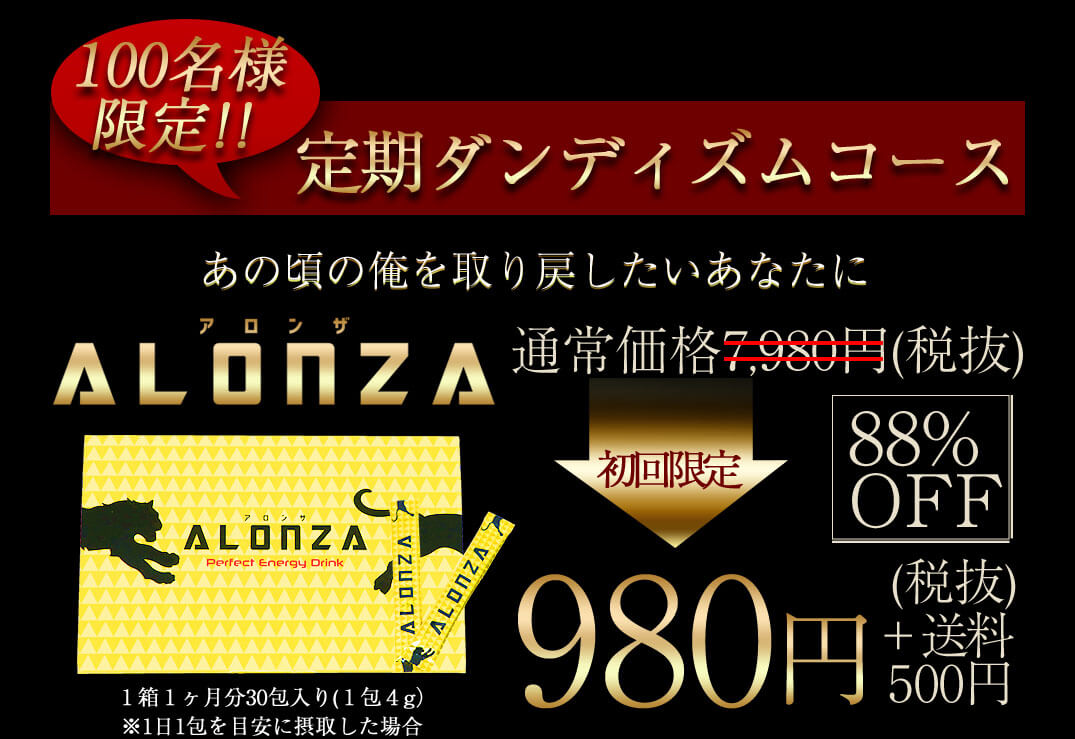 100名様
限定!!
定期ダンディズムコース
あの頃の俺を取り戻したいあなたに
アロンザ
ALONZA
通常価格7,980円(税抜)
初回限定
88%
OFF
980円
(税抜)
+送料
500円
アロンザ
ALONZA
Perfect Energy Drink
ALONZA
ALONZA
1箱1ヶ月分30包入り(1包4g)
※1日1包を目安に摂取した場合